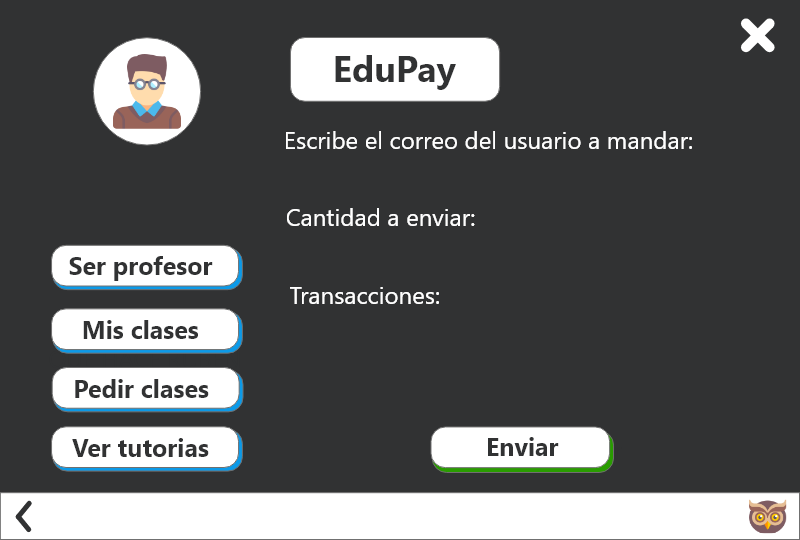 EduPay
Escribe el correo del usuario a mandar:
Cantidad a enviar:
Transacciones:
Ser profesor
Mis clases
Pedir clases
Ver tutorias
Enviar